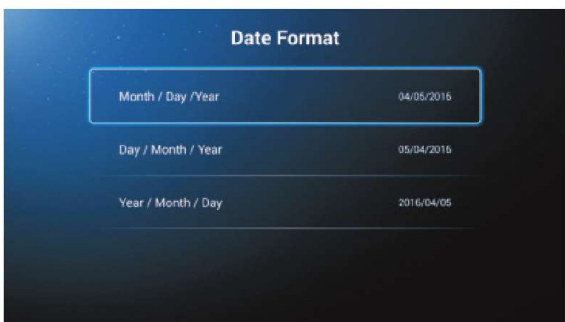 Date Format
Month / Day /Year 04/05/2016
Day / Month / Year 05/04/2016
Year / Month / Day 2016/04/05